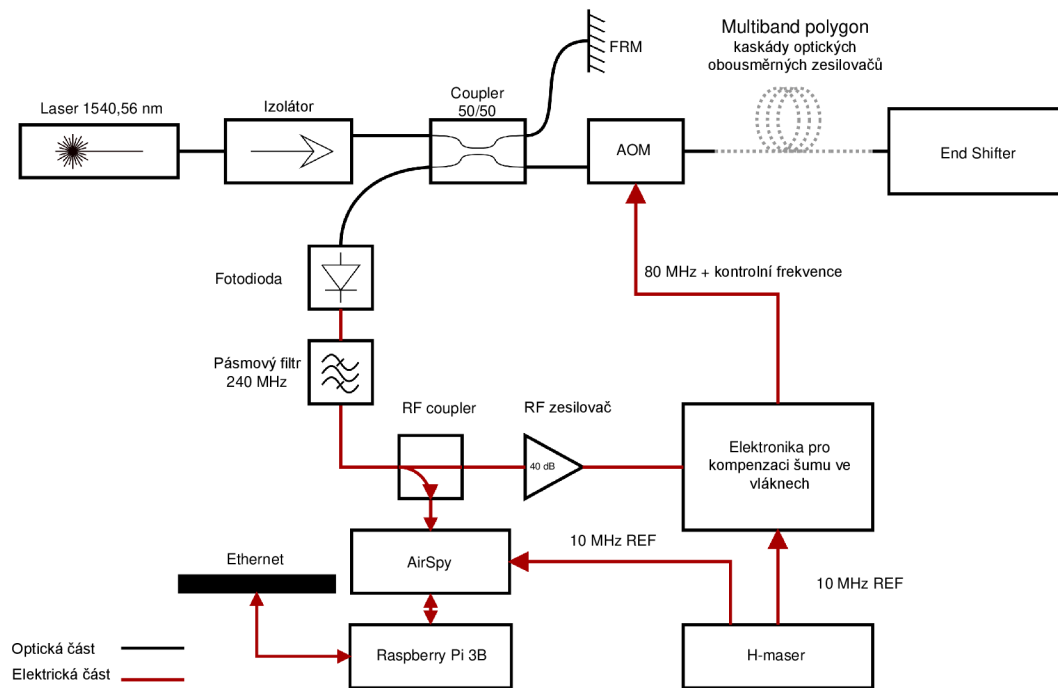 Multiband polygon
kaskády optických
obousměrných zesilovačů
FRM
Laser 1540,56 nm
Izolátor
Coupler
50/50
AOM
End Shifter
Fotodioda
80 MHz + kontrolní frekvence
Pásmový filtr
240 MHz
RF coupler
RF zesilovač
40 dB
Elektronika pro
kompenzaci šumu ve
vláknech
10 MHz REF
Ethernet
AirSpy
10 MHz REF
Optická část
Elektrická část
Raspberry Pi 3B
H-maser